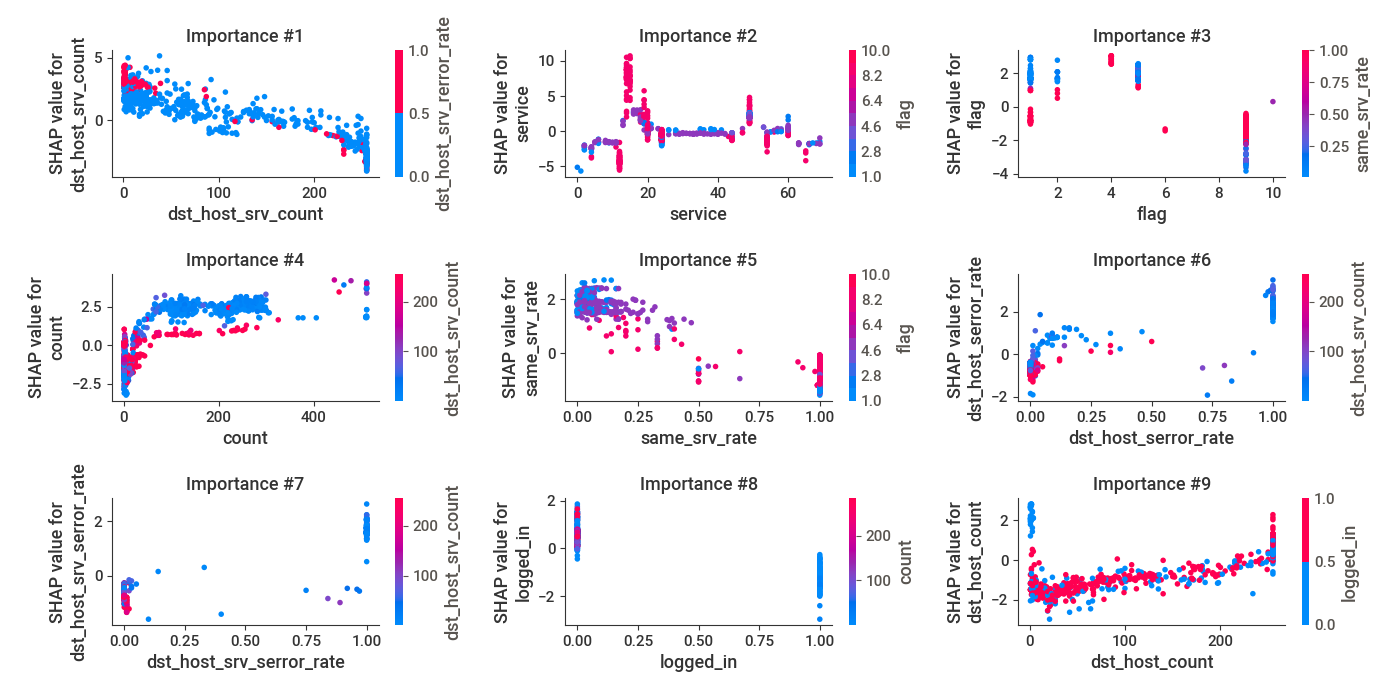 Importance #1
SHAP value for
dst_host_srv_count
5
0
0
200
dst_host_srv_count
1.0
0.5
0.0
dst_host_srv_rerror_rate
Importance #2
SHAP value for
service
10
5
0
−5
0
20
40
60
service
10.0
8.2
6.4
4.6
2.8
1.0
flag
Importance #3
SHAP value for
flag
2
0
−2
−4
2
4
6
8
10
flag
1.00
0.75
0.50
0.25
same_srv_rate
Importance #4
SHAP value for
count
2.5
0.0
−2.5
0
200
400
count
200
100
dst_host_srv_count
Importance #5
SHAP value for
same_srv_rate
2
0
0.00
0.25
0.50
0.75
1.00
same_srv_rate
10.0
8.2
6.4
4.6
2.8
1.0
flag
Importance #6
SHAP value for
dst_host_serror_rate
2
0
−2
0.00
0.25
0.50
0.75
1.00
dst_host_serror_rate
200
100
dst_host_srv_count
Importance #7
SHAP value for
dst_host_srv_serror_rate
2
0
0.00
0.25
0.50
0.75
1.00
dst_host_srv_serror_rate
200
100
dst_host_srv_count
Importance #8
SHAP value for
logged_in
2
0
−2
0.00
0.25
0.50
0.75
1.00
logged_in
200
100
count
Importance #9
SHAP value for
dst_host_count
2
0
−2
0
100
200
dst_host_count
1.0
0.5
0.0
logged_in